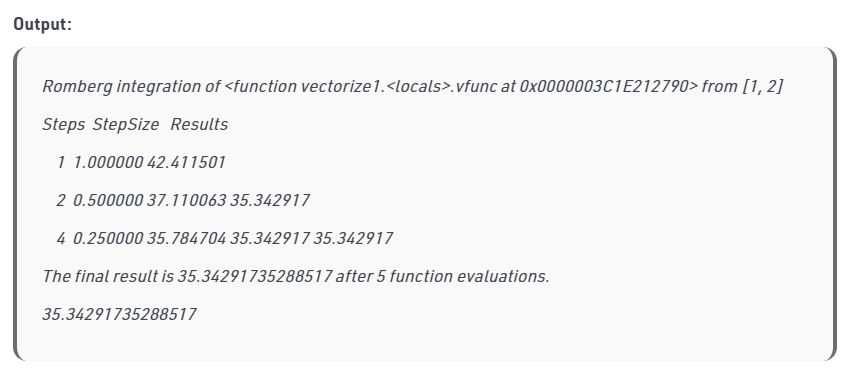 Output:
Romberg integration of <function vectorize1.<locals>.vfunc at 0x0000003C1E212790> from [1, 2]
Steps StepSize Results
1 1.000000 42.411501
2 0.500000 37.110063 35.342917
4 0.250000 35.784704 35.342917 35.342917
The final result is 35.34291735288517 after 5 function evaluations.
35.34291735288517